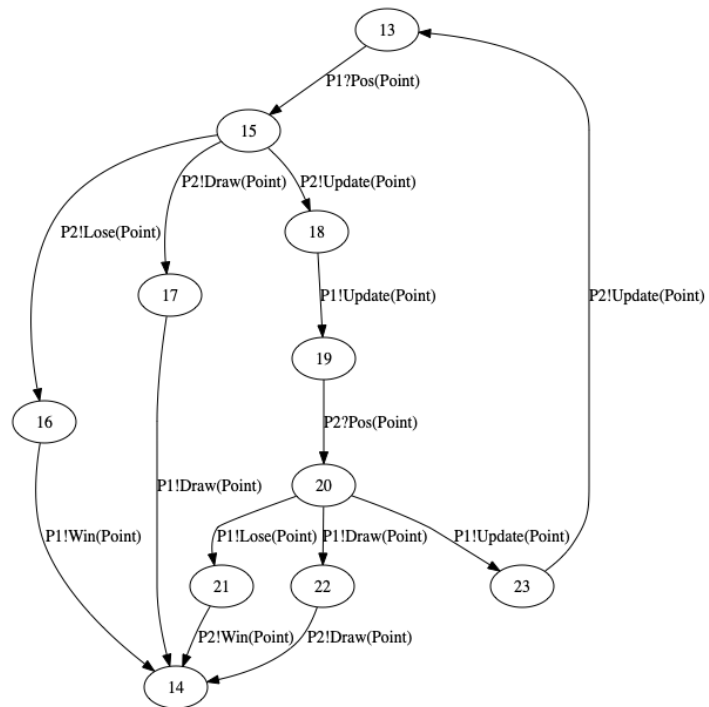 13
P1?Pos(Point)
15
P2!Draw(Point)
P2!Update(Point)
P2!Lose(Point)
18
17
P1!Update(Point)
P2!Update(Point)
19
16
P2?Pos(Point)
20
P1!Draw(Point)
P1!Win(Point)
P1!Lose(Point)
P1!Draw(Point)
P1!Update(Point)
21
22
23
P2!Win(Point)
P2!Draw(Point)
14